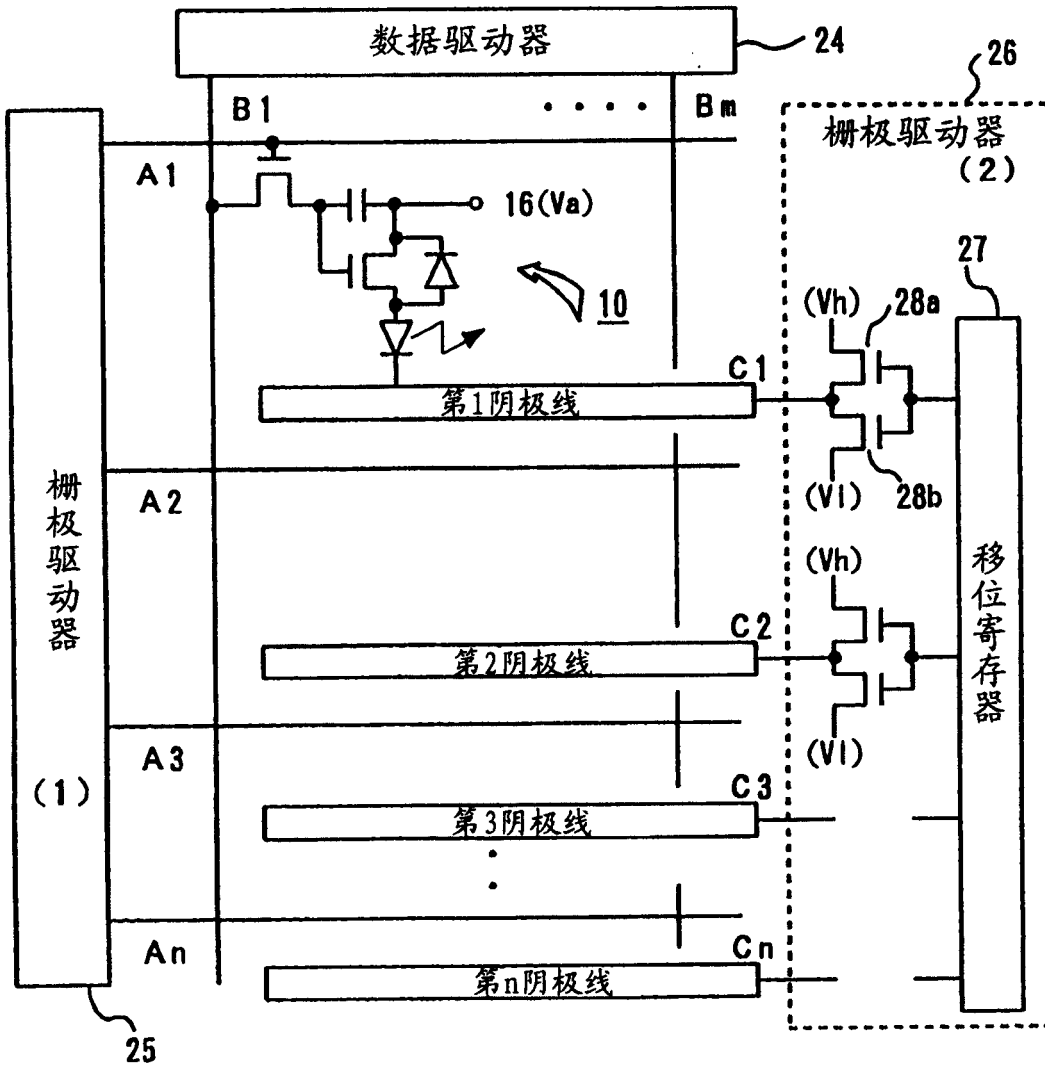 数据驱动器
24
26
B1
Bm
栅极驱动器
(2)
A1
16(Va)
27
10
(Vh)
28a
C1
第1阴极线
栅极驱动器
(1)
A2
(Vl)
28b
(Vh)
移位寄存器
C2
第2阴极线
A3
(Vl)
C3
第3阴极线
An
Cn
第n阴极线
25